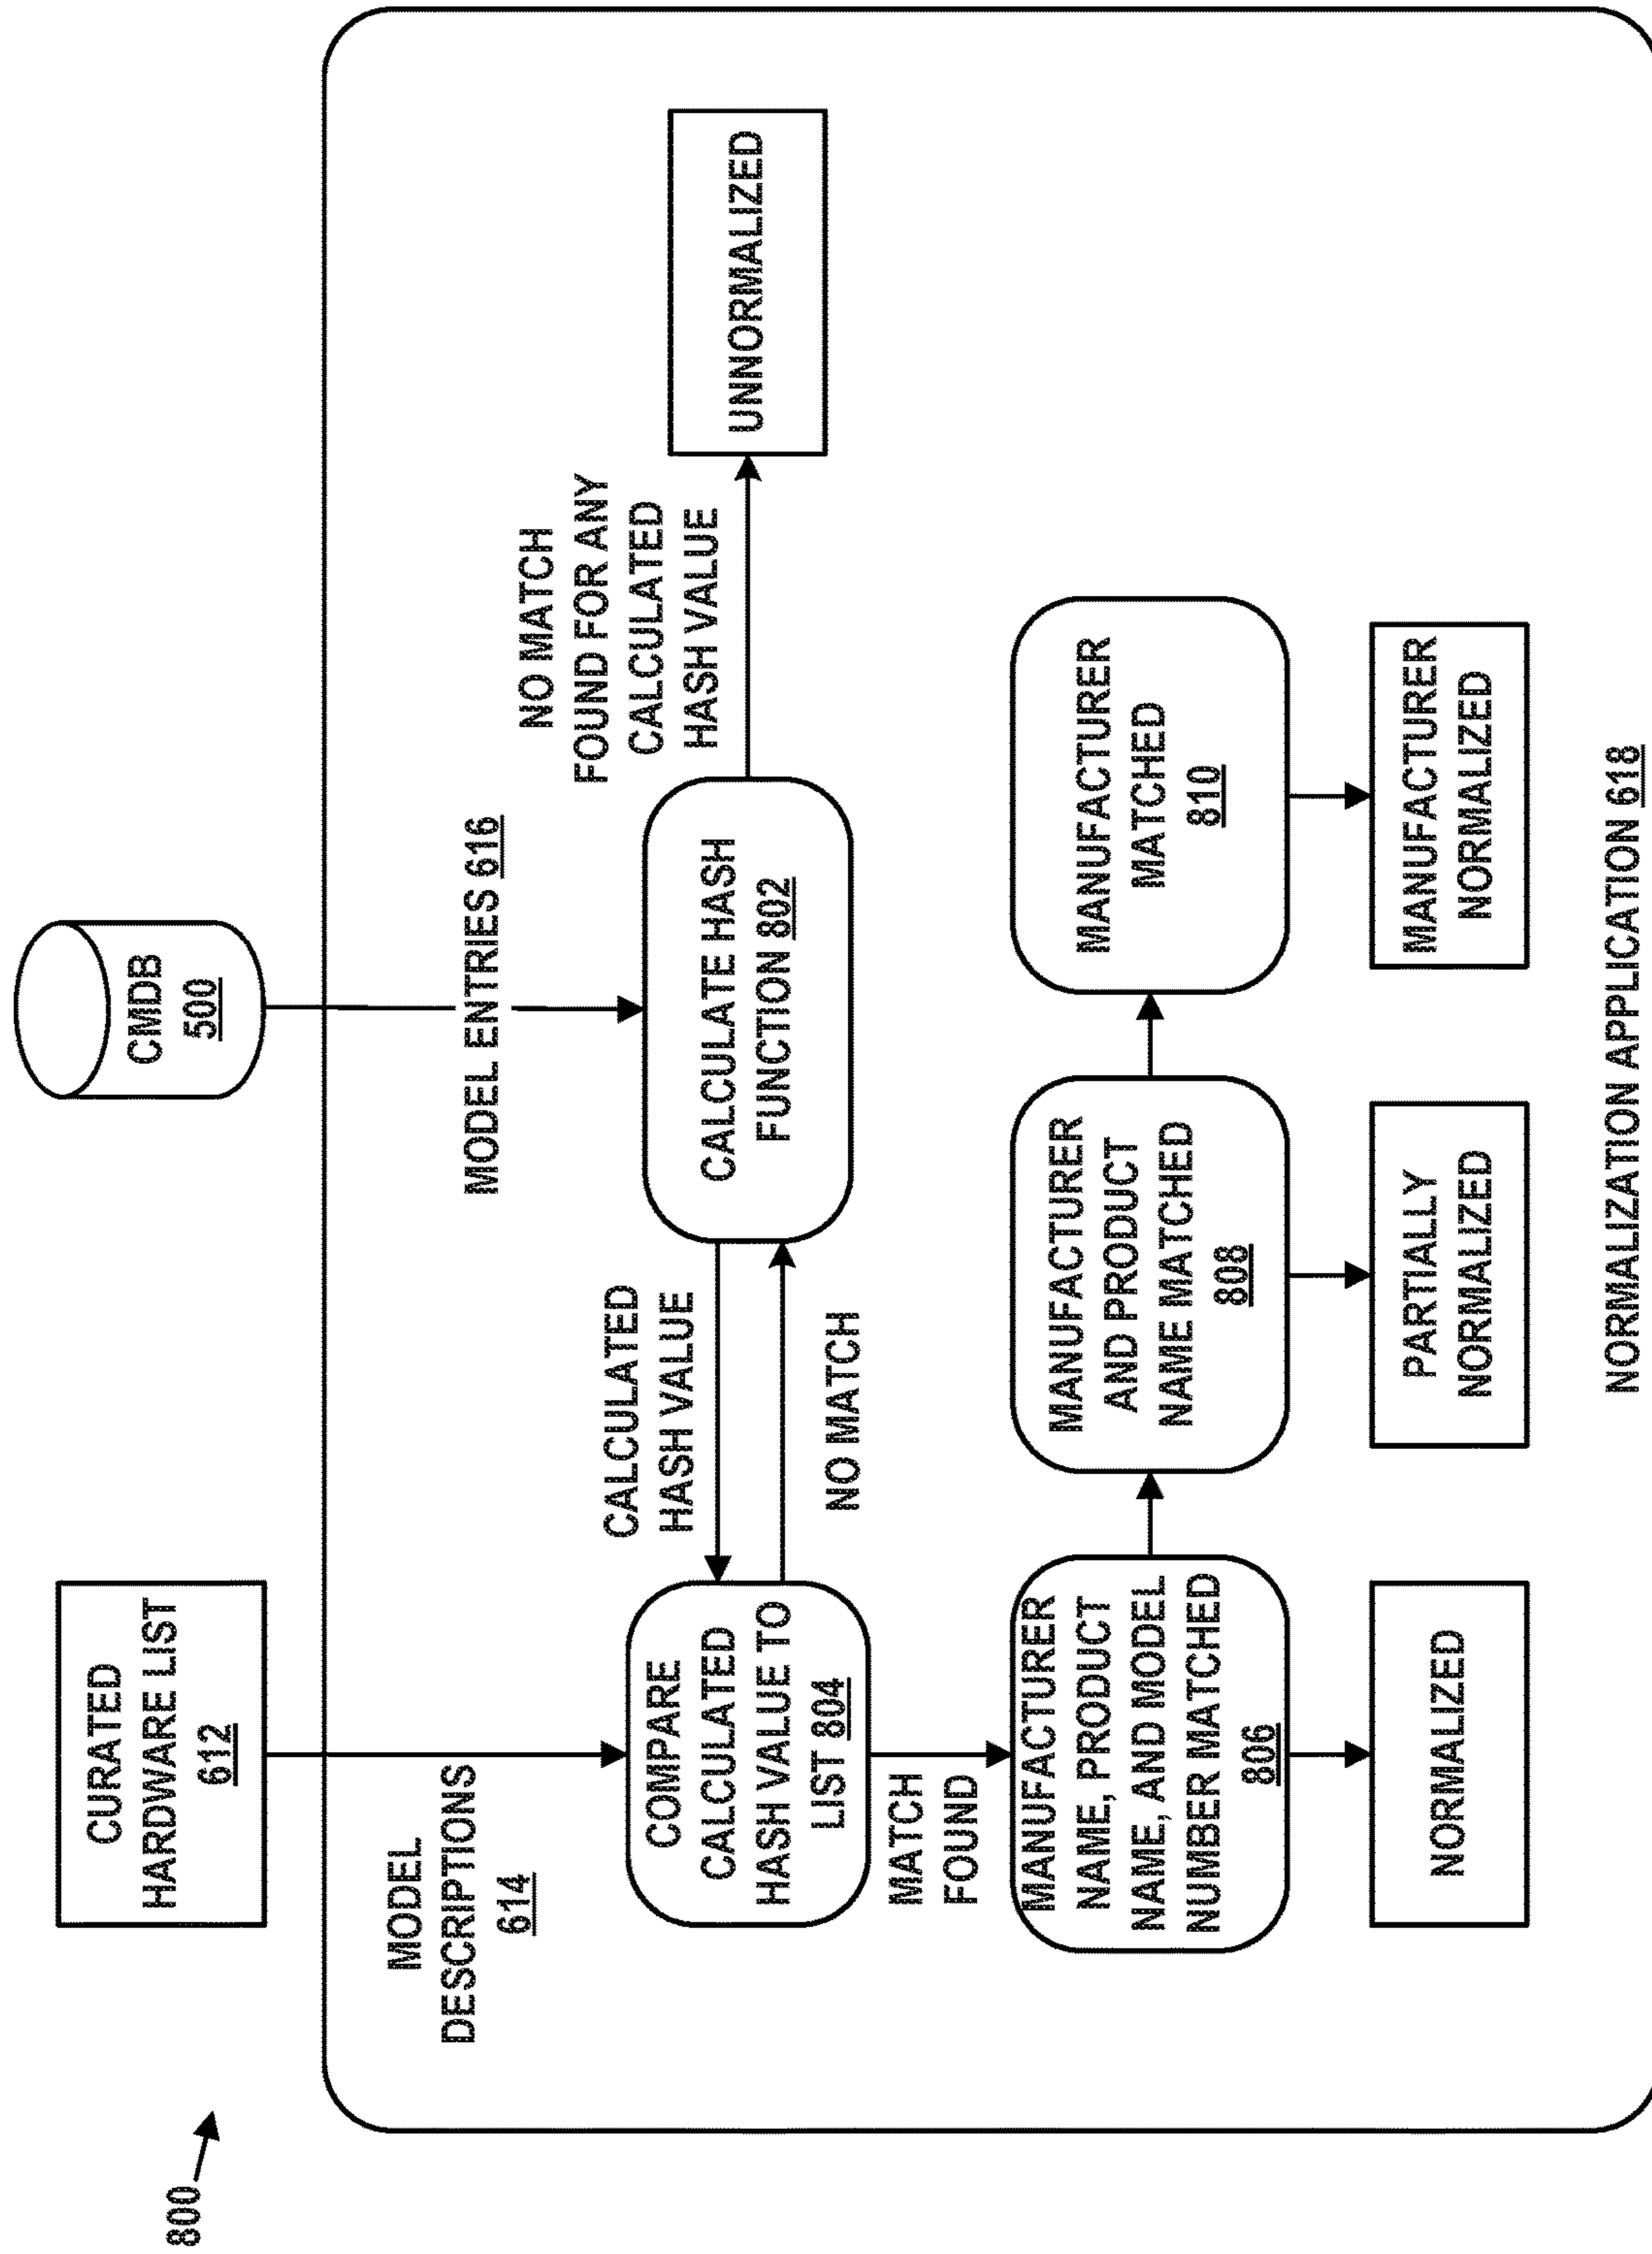 800
CURATED
HARDWARE LIST
612
CMDB
500
MODEL
DESCRIPTIONS
614
MODEL ENTRIES 616
COMPARE
CALCULATED
HASH VALUE TO
LIST 804
CALCULATED
HASH VALUE
NO MATCH
CALCULATE HASH
FUNCTION 802
NO MATCH
FOUND FOR ANY
CALCULATED
HASH VALUE
UNNORMALIZED
MATCH
FOUND
MANUFACTURER
NAME, PRODUCT
NAME, AND MODEL
NUMBER MATCHED
806
MANUFACTURER
AND PRODUCT
NAME MATCHED
808
MANUFACTURER
MATCHED
810
NORMALIZED
PARTIALLY
NORMALIZED
MANUFACTURER
NORMALIZED
NORMALIZATION APPLICATION 618